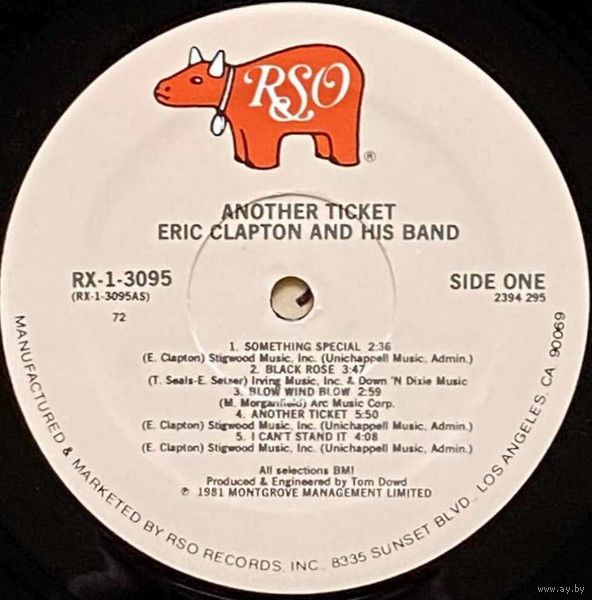 RSO
®
ANOTHER TICKET
ERIC CLAPTON AND HIS BAND
RX-1-3095
(RX-1-3095AS)
72
SIDE ONE
2394 295
1. SOMETHING SPECIAL 2:36
(E. Clapton) Stigwood Music, Inc. (Unichappell Music, Admin.)
2. BLACK ROSE 3:47
(T. Seals-E. Setser) Irving Music, Inc. & Down 'N Dixie Music
3. BLOW WIND BLOW 2:59
(M. Morganfield) Arc Music Corp.
4. ANOTHER TICKET 5:50
(E. Clapton) Stigwood Music, Inc. (Unichappell Music, Admin.)
5. I CAN'T STAND IT 4:08
(E. Clapton) Stigwood Music, Inc. (Unichappell Music, Admin.)
All selections BMI
Produced & Engineered by Tom Dowd
℗ 1981 MONTGROVE MANAGEMENT LIMITED
MANUFACTURED & MARKETED BY RSO RECORDS, INC., 8335 SUNSET BLVD., LOS ANGELES, CA 90069
www.ay.by